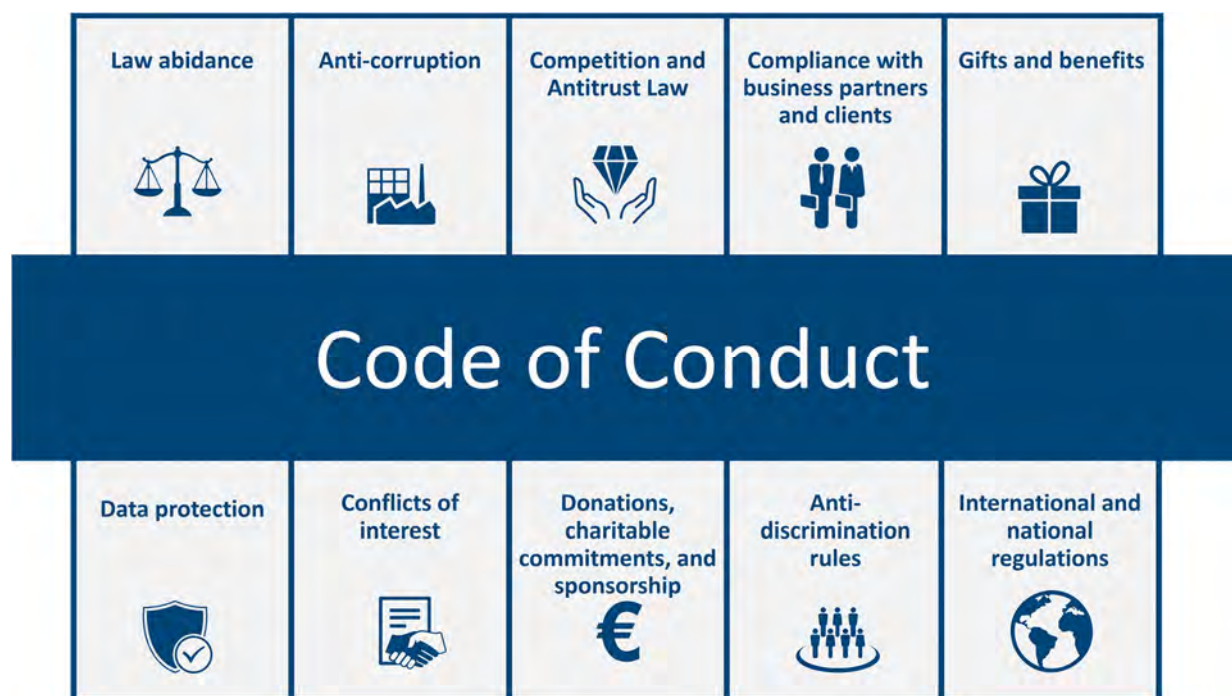 Law abidance
Anti-corruption
Competition and
Antitrust Law
Compliance with
business partners
and clients
Gifts and benefits
Code of Conduct
Data protection
Conflicts of
interest
Donations,
charitable
commitments, and
sponsorship
€
Anti-
discrimination
rules
International and
national
regulations